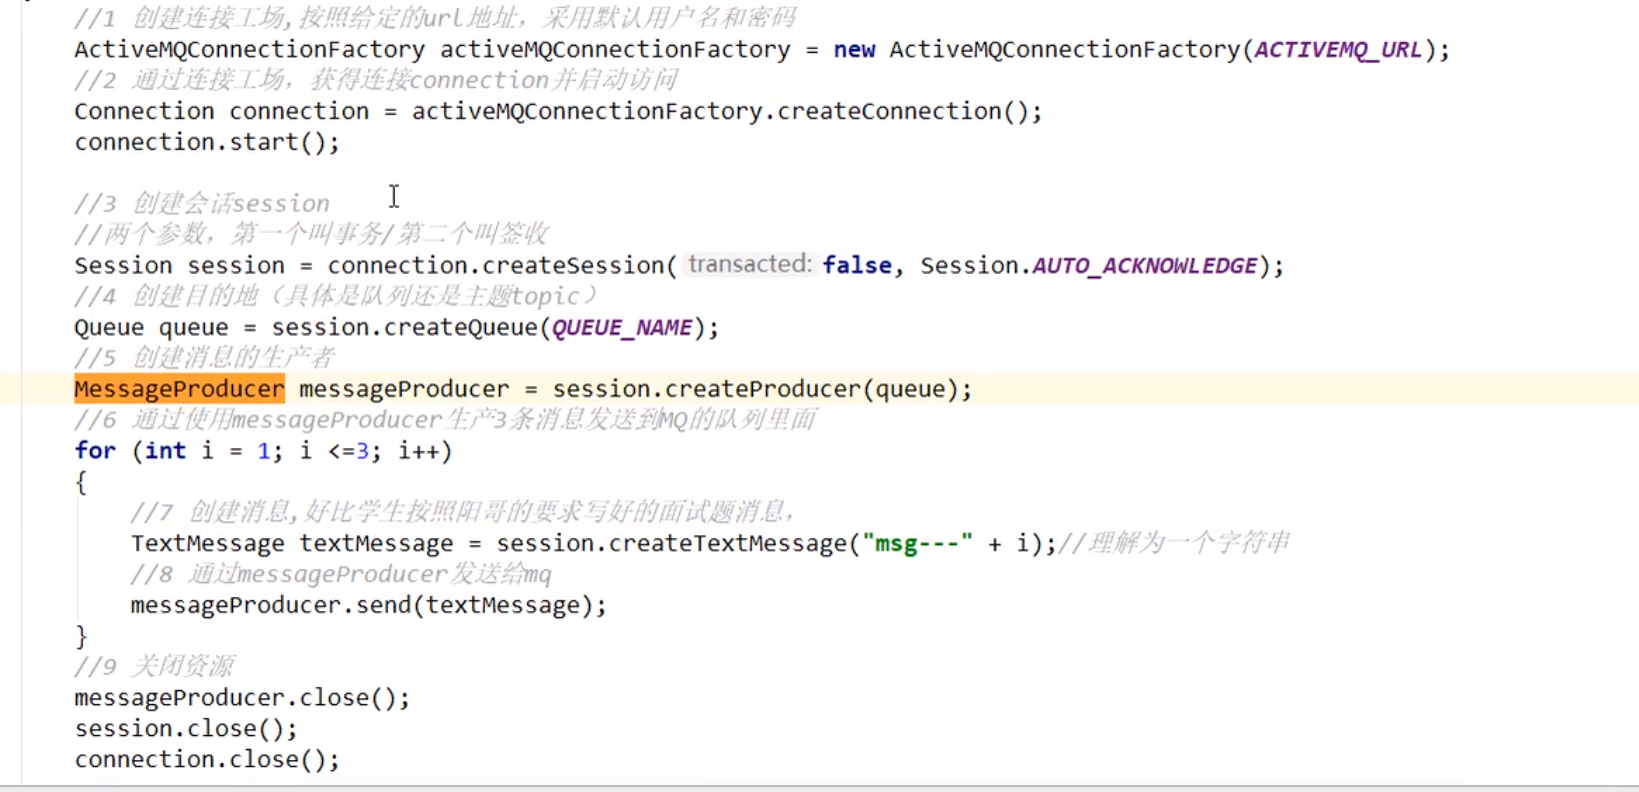 //1 创建连接工场,按照给定的url地址，采用默认用户名和密码
ActiveMQConnectionFactory activeMQConnectionFactory = new ActiveMQConnectionFactory(ACTIVEMQ_URL);
//2 通过连接工场，获得连接connection并启动访问
Connection connection = activeMQConnectionFactory.createConnection();
connection.start();
//3 创建会话session
//两个参数，第一个叫事务/第二个叫签收
Session session = connection.createSession( transacted: false, Session.AUTO_ACKNOWLEDGE);
//4 创建目的地（具体是队列还是主题topic）
Queue queue = session.createQueue(QUEUE_NAME);
//5 创建消息的生产者
MessageProducer messageProducer = session.createProducer(queue);
//6 通过使用messageProducer生产3条消息发送到MQ的队列里面
for (int i = 1; i <=3; i++)
{
//7 创建消息,好比学生按照阳哥的要求写好的面试题消息，
TextMessage textMessage = session.createTextMessage("msg---" + i);//理解为一个字符串
//8 通过messageProducer发送给mq
messageProducer.send(textMessage);
}
//9 关闭资源
messageProducer.close();
session.close();
connection.close();